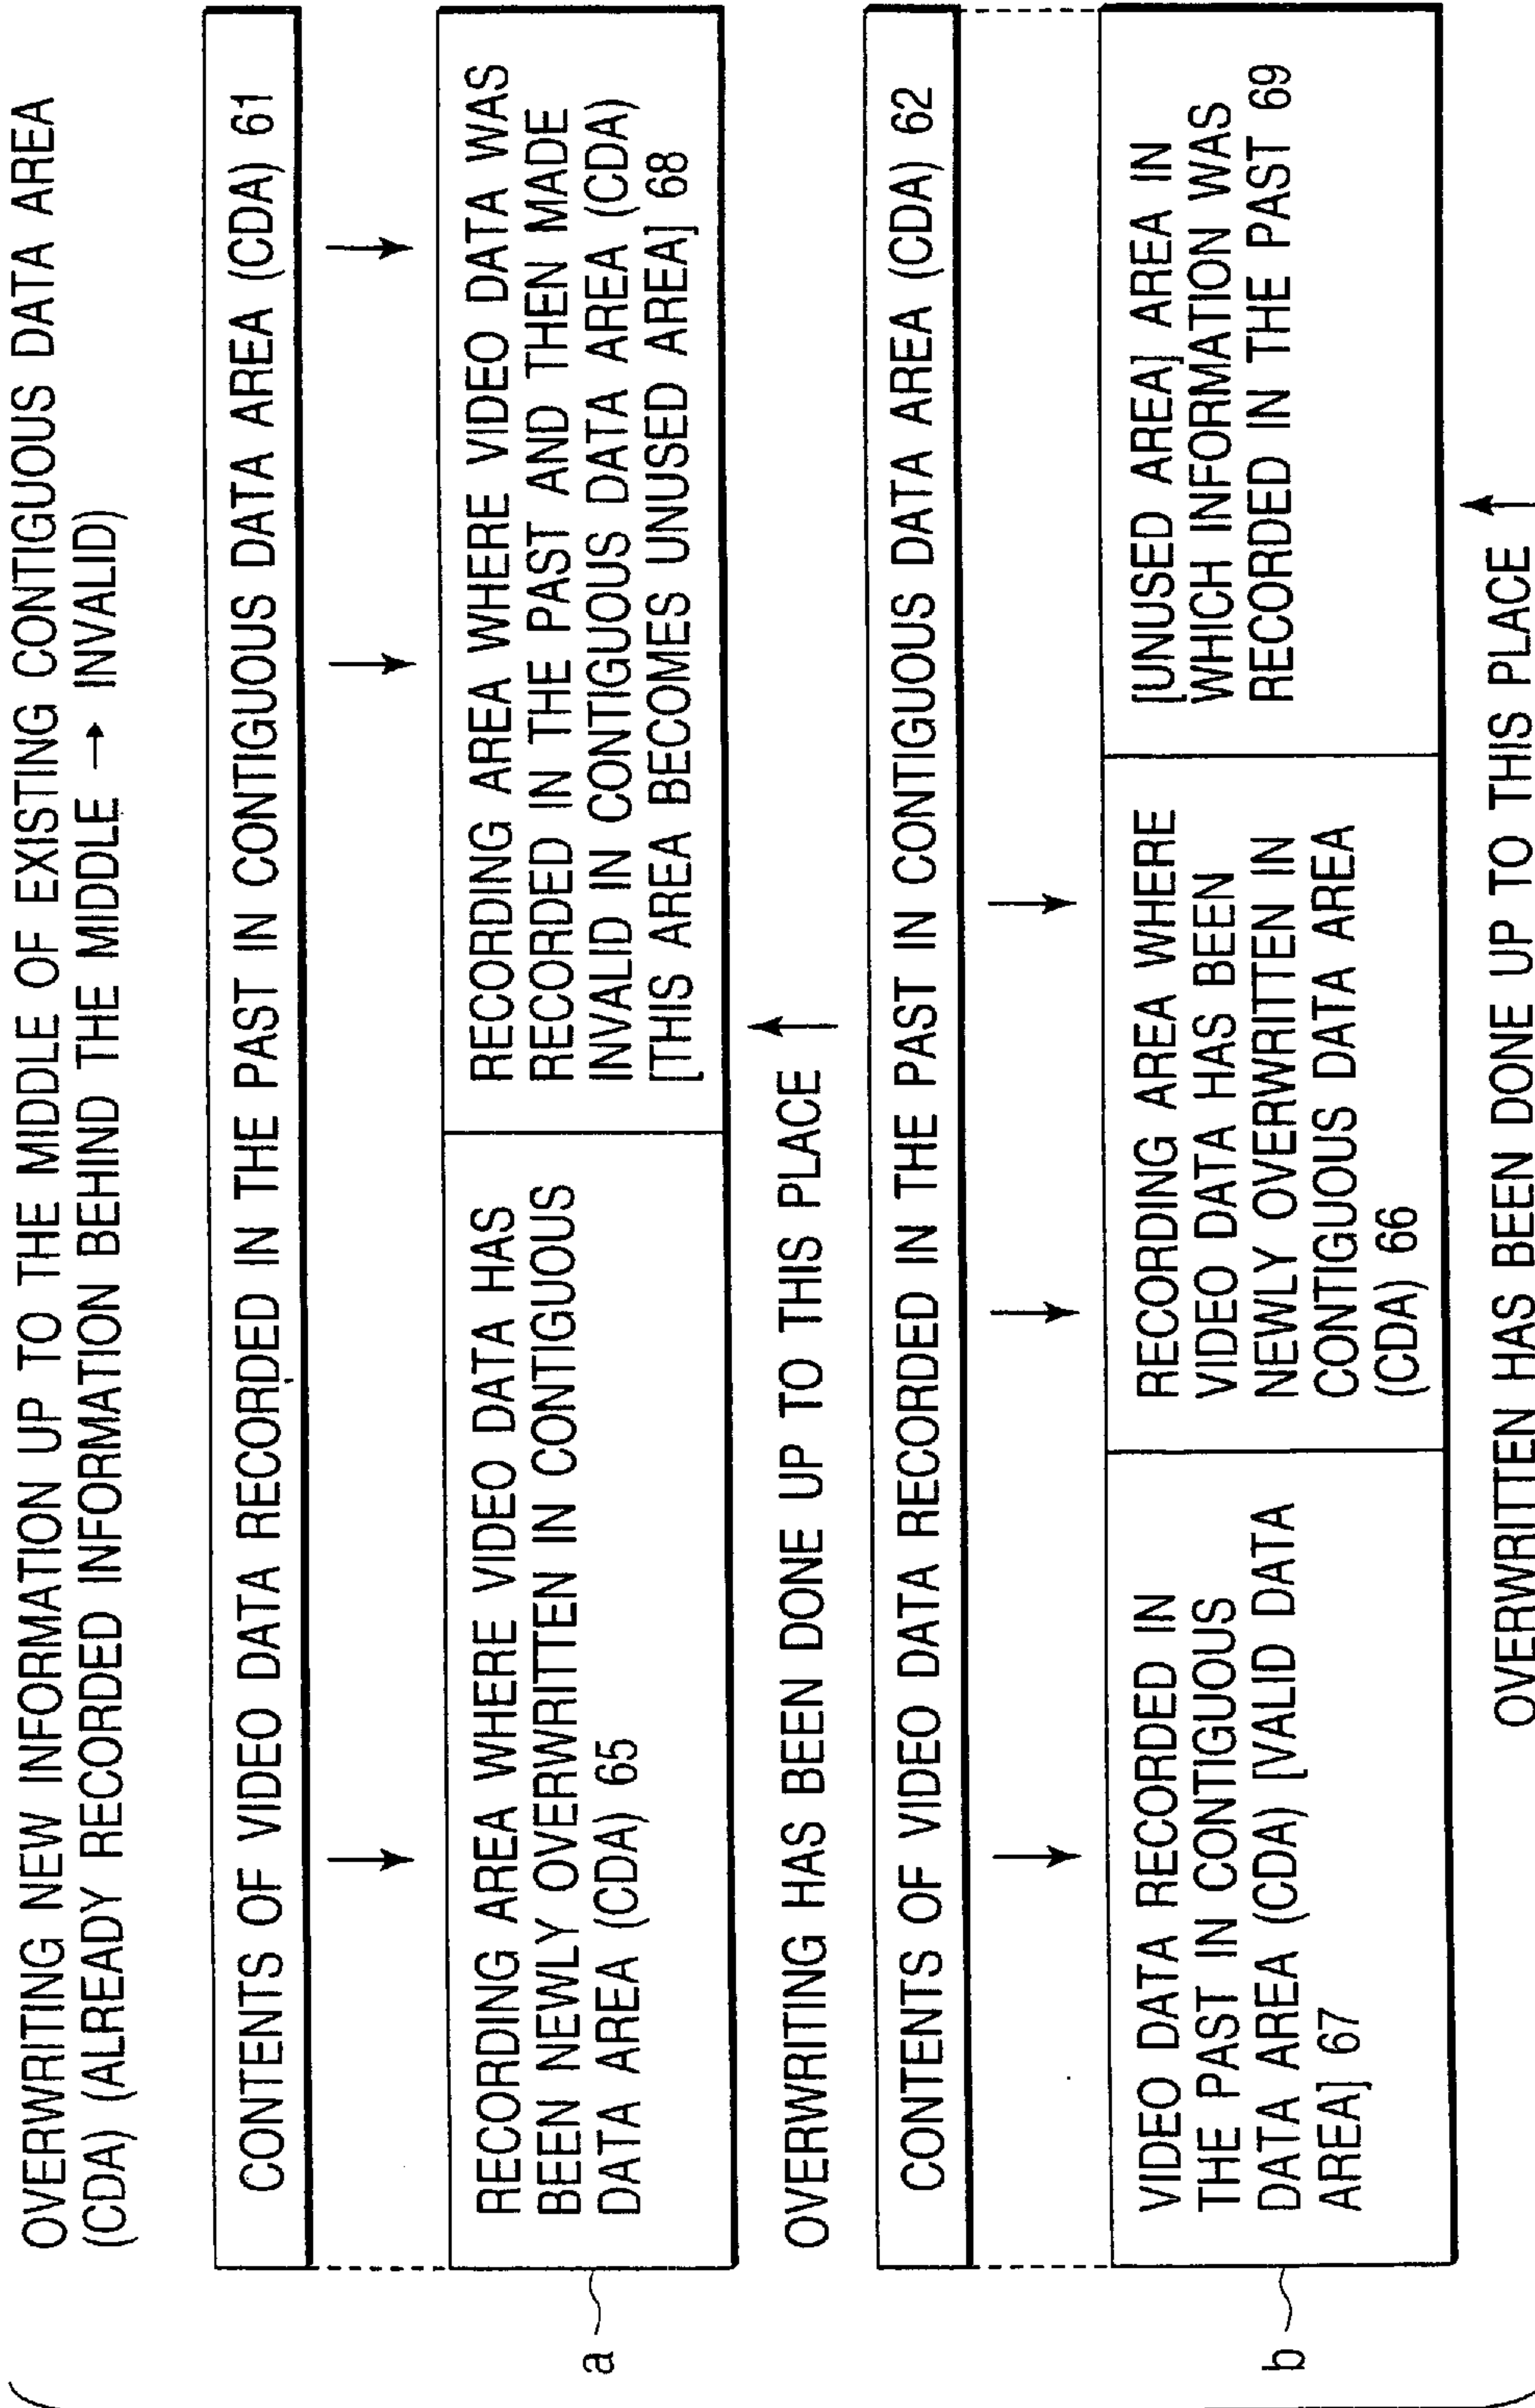 OVERWRITING NEW INFORMATION UP TO THE MIDDLE OF EXISTING CONTIGUOUS DATA AREA
(CDA) (ALREADY RECORDED INFORMATION BEHIND THE MIDDLE → INVALID)
CONTENTS OF VIDEO DATA RECORDED IN THE PAST IN CONTIGUOUS DATA AREA (CDA) 61
a
RECORDING AREA WHERE VIDEO DATA HAS
BEEN NEWLY OVERWRITTEN IN CONTIGUOUS
DATA AREA (CDA) 65
RECORDING AREA WHERE VIDEO DATA WAS
RECORDED IN THE PAST AND THEN MADE
INVALID IN CONTIGUOUS DATA AREA (CDA)
[THIS AREA BECOMES UNUSED AREA] 68
OVERWRITING HAS BEEN DONE UP TO THIS PLACE
CONTENTS OF VIDEO DATA RECORDED IN THE PAST IN CONTIGUOUS DATA AREA (CDA) 62
b
VIDEO DATA RECORDED IN
THE PAST IN CONTIGUOUS
DATA AREA (CDA) [VALID DATA
AREA] 67
RECORDING AREA WHERE
VIDEO DATA HAS BEEN
NEWLY OVERWRITTEN IN
CONTIGUOUS DATA AREA
(CDA) 66
[UNUSED AREA] AREA IN
WHICH INFORMATION WAS
RECORDED IN THE PAST 69
OVERWRITTEN HAS BEEN DONE UP TO THIS PLACE